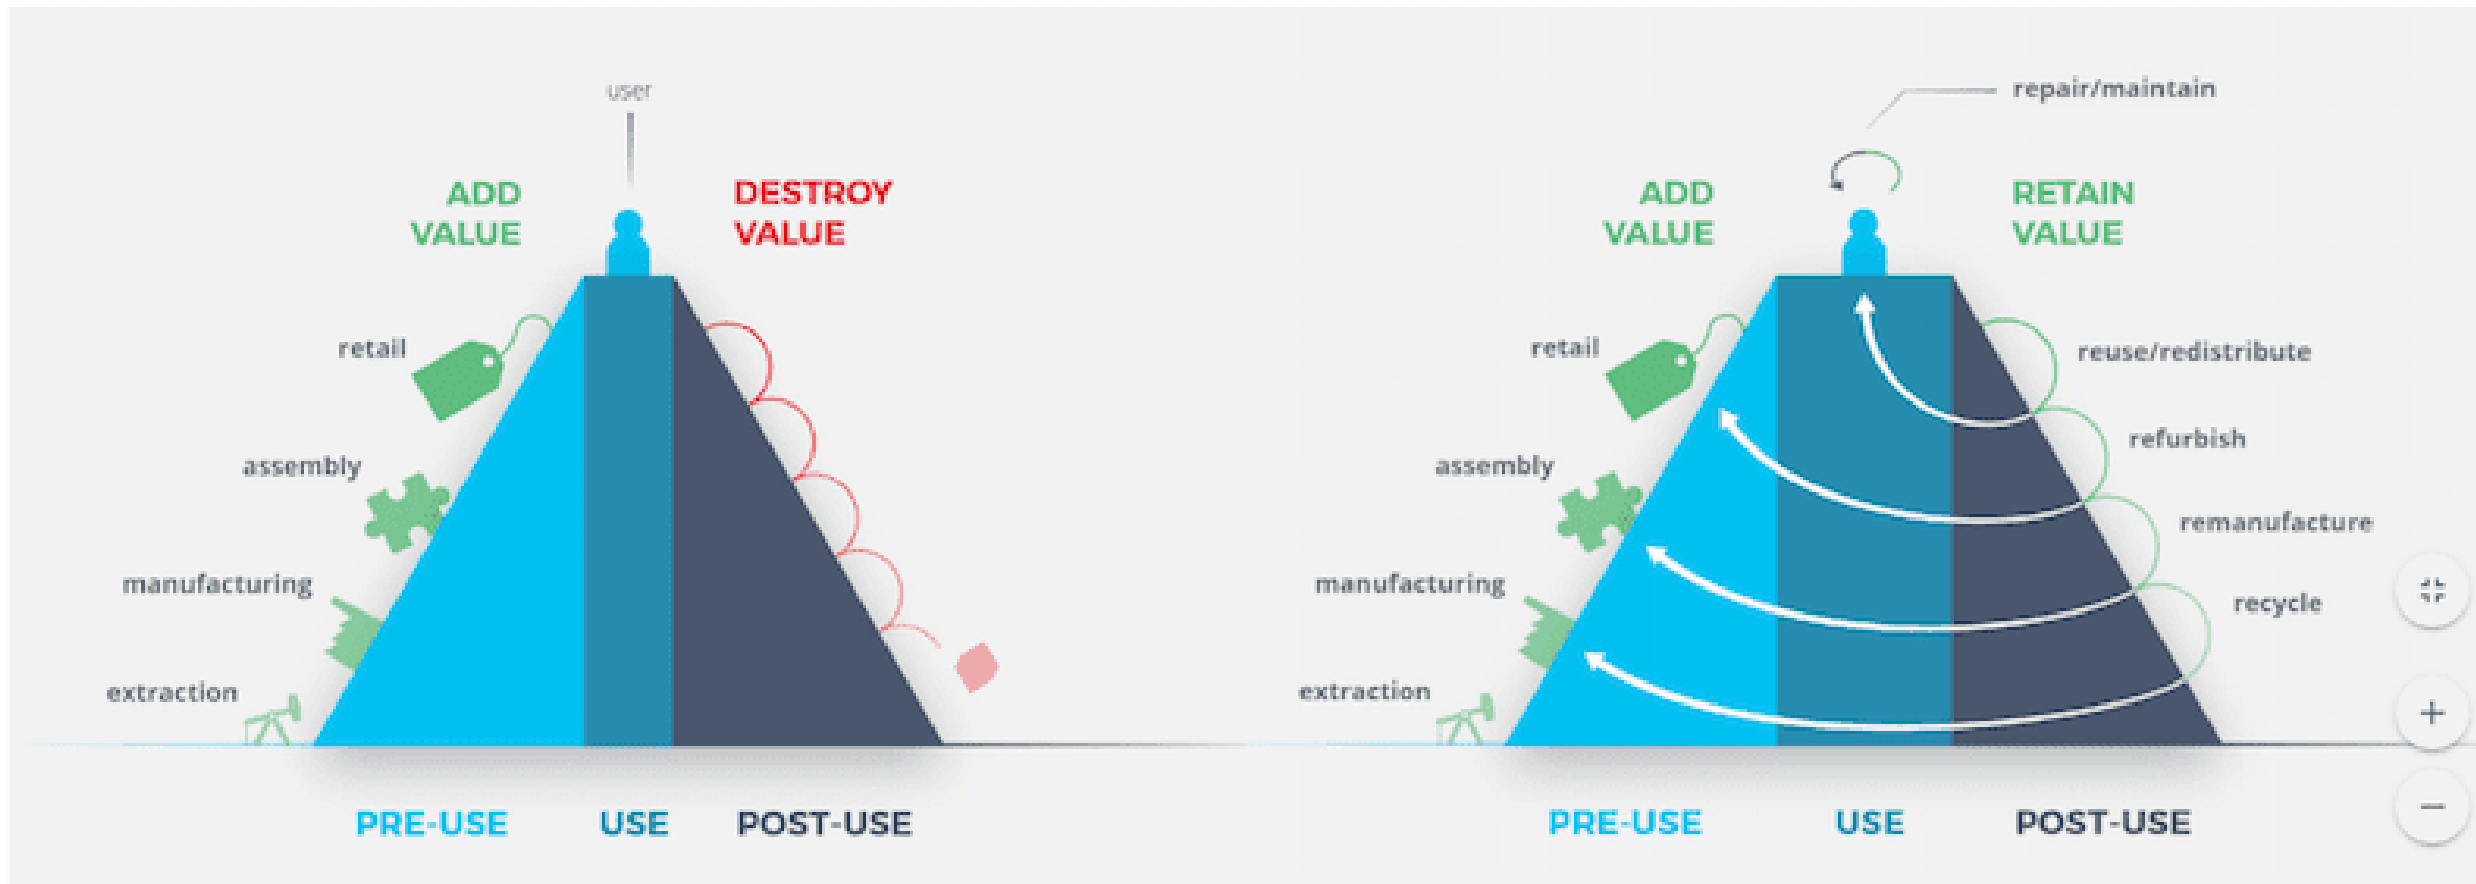 user
ADD
VALUE
DESTROY
VALUE
retail
assembly
manufacturing
extraction
PRE-USE
USE
POST-USE
repair/maintain
ADD
VALUE
RETAIN
VALUE
retail
assembly
manufacturing
extraction
reuse/redistribute
refurbish
remanufacture
recycle
PRE-USE
USE
POST-USE